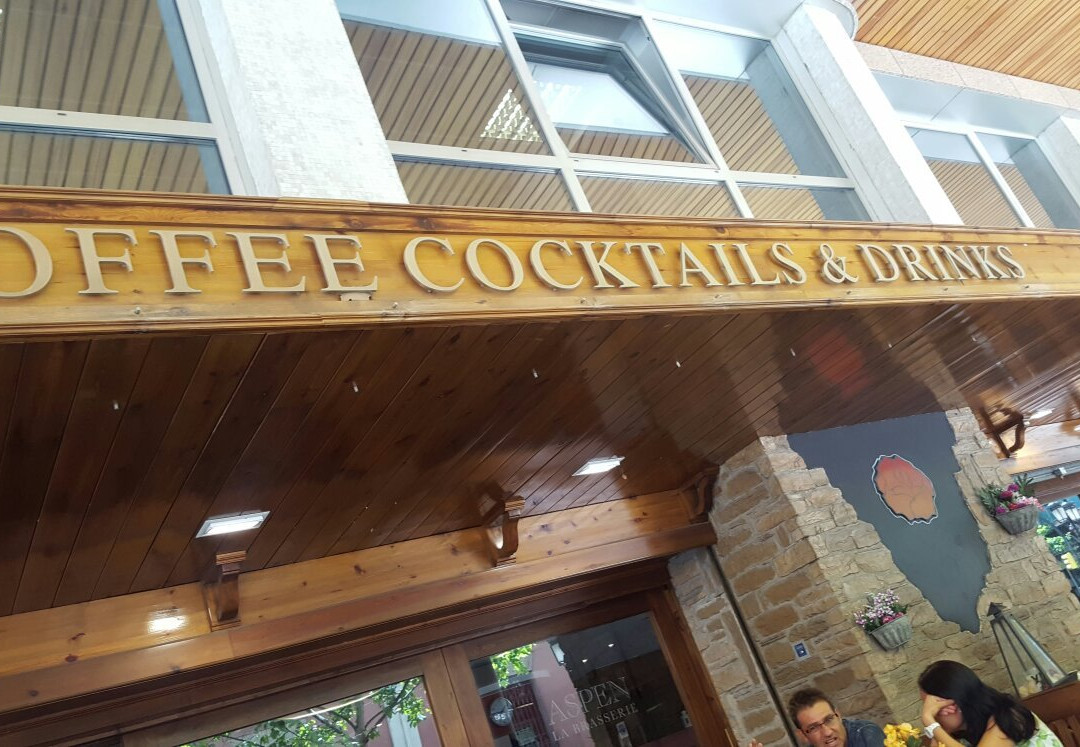 OFFEE COCKTAILS & DRINKS
ASPEN
LA BRASSERIE